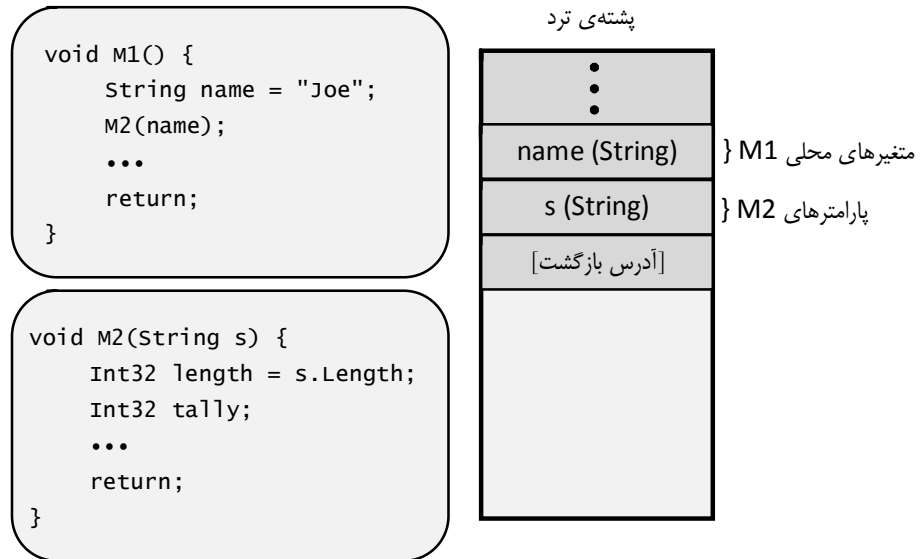 void M1() {
String name = "Joe";
M2(name);
•••
return;
}
void M2(String s) {
Int32 length = s.Length;
Int32 tally;
•••
return;
}
پشته‌ی ترد
name (String)
متغیرهای محلی M1 {
s (String)
پارامترهای M2 {
[آدرس بازگشت]